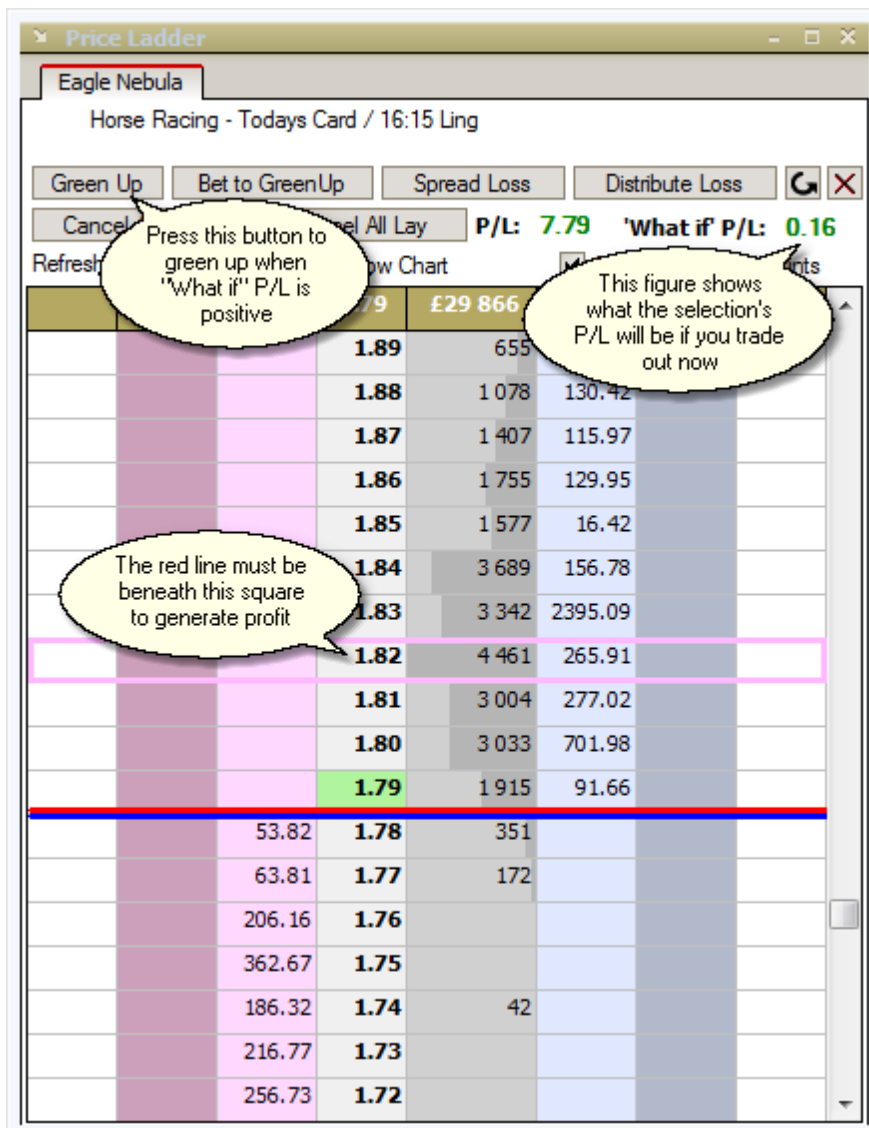 Price Ladder
Eagle Nebula
Horse Racing - Todays Card / 16:15 Ling
Green Up Bet to GreenUp Spread Loss Distribute Loss
All Lay P/L: 7.79 'What if' P/L: 0.16
Chart
Press this button to
green up when
"What if" P/L is
positive
This figure shows
what the selection's
P/L will be if you trade
out now
£29 866
1.89 655
1.88 1 078 130.42
1.87 1 407 115.97
1.86 1 755 129.95
1.85 1 577 16.42
1.84 3 689 156.78
1.83 3 342 2395.09
The red line must be
beneath this square
to generate profit
1.82 4 461 265.91
1.81 3 004 277.02
1.80 3 033 701.98
1.79 1 915 91.66
53.82 1.78 351
63.81 1.77 172
206.16 1.76
362.67 1.75
186.32 1.74 42
216.77 1.73
256.73 1.72